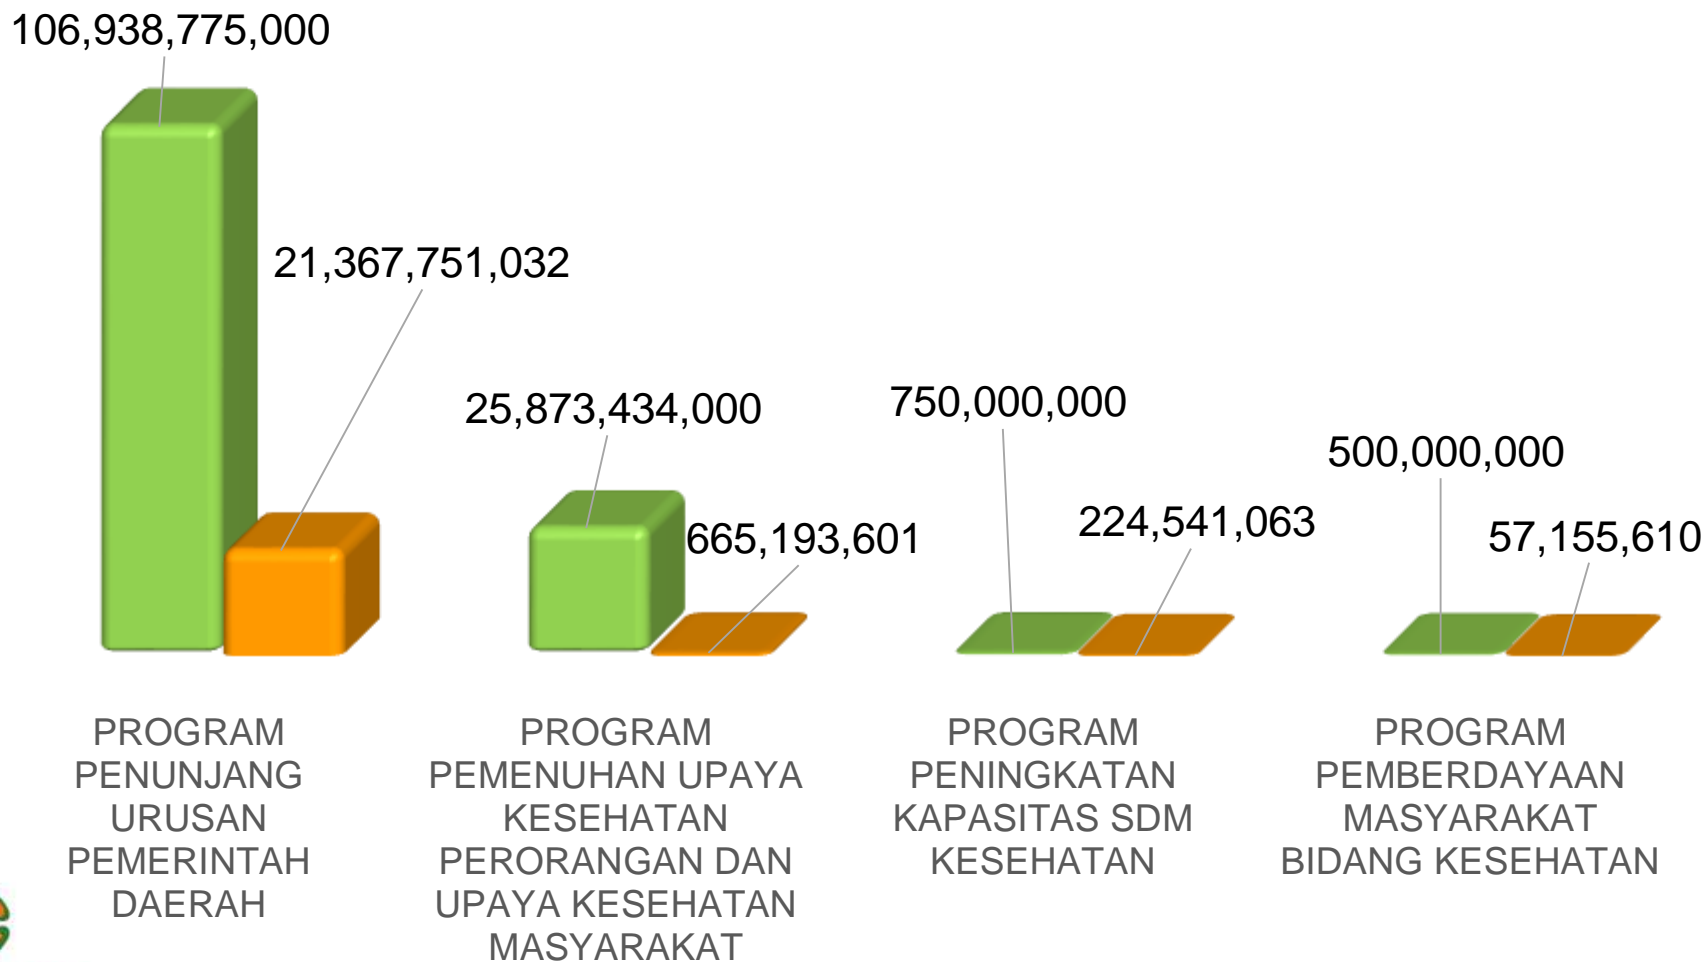 106,938,775,000
21,367,751,032
25,873,434,000
665,193,601
750,000,000
224,541,063
500,000,000
57,155,610
PROGRAM
PENUNJANG
URUSAN
PEMERINTAH
DAERAH
PROGRAM
PEMENUHAN UPAYA
KESEHATAN
PERORANGAN DAN
UPAYA KESEHATAN
MASYARAKAT
PROGRAM
PENINGKATAN
KAPASITAS SDM
KESEHATAN
PROGRAM
PEMBERDAYAAN
MASYARAKAT
BIDANG KESEHATAN